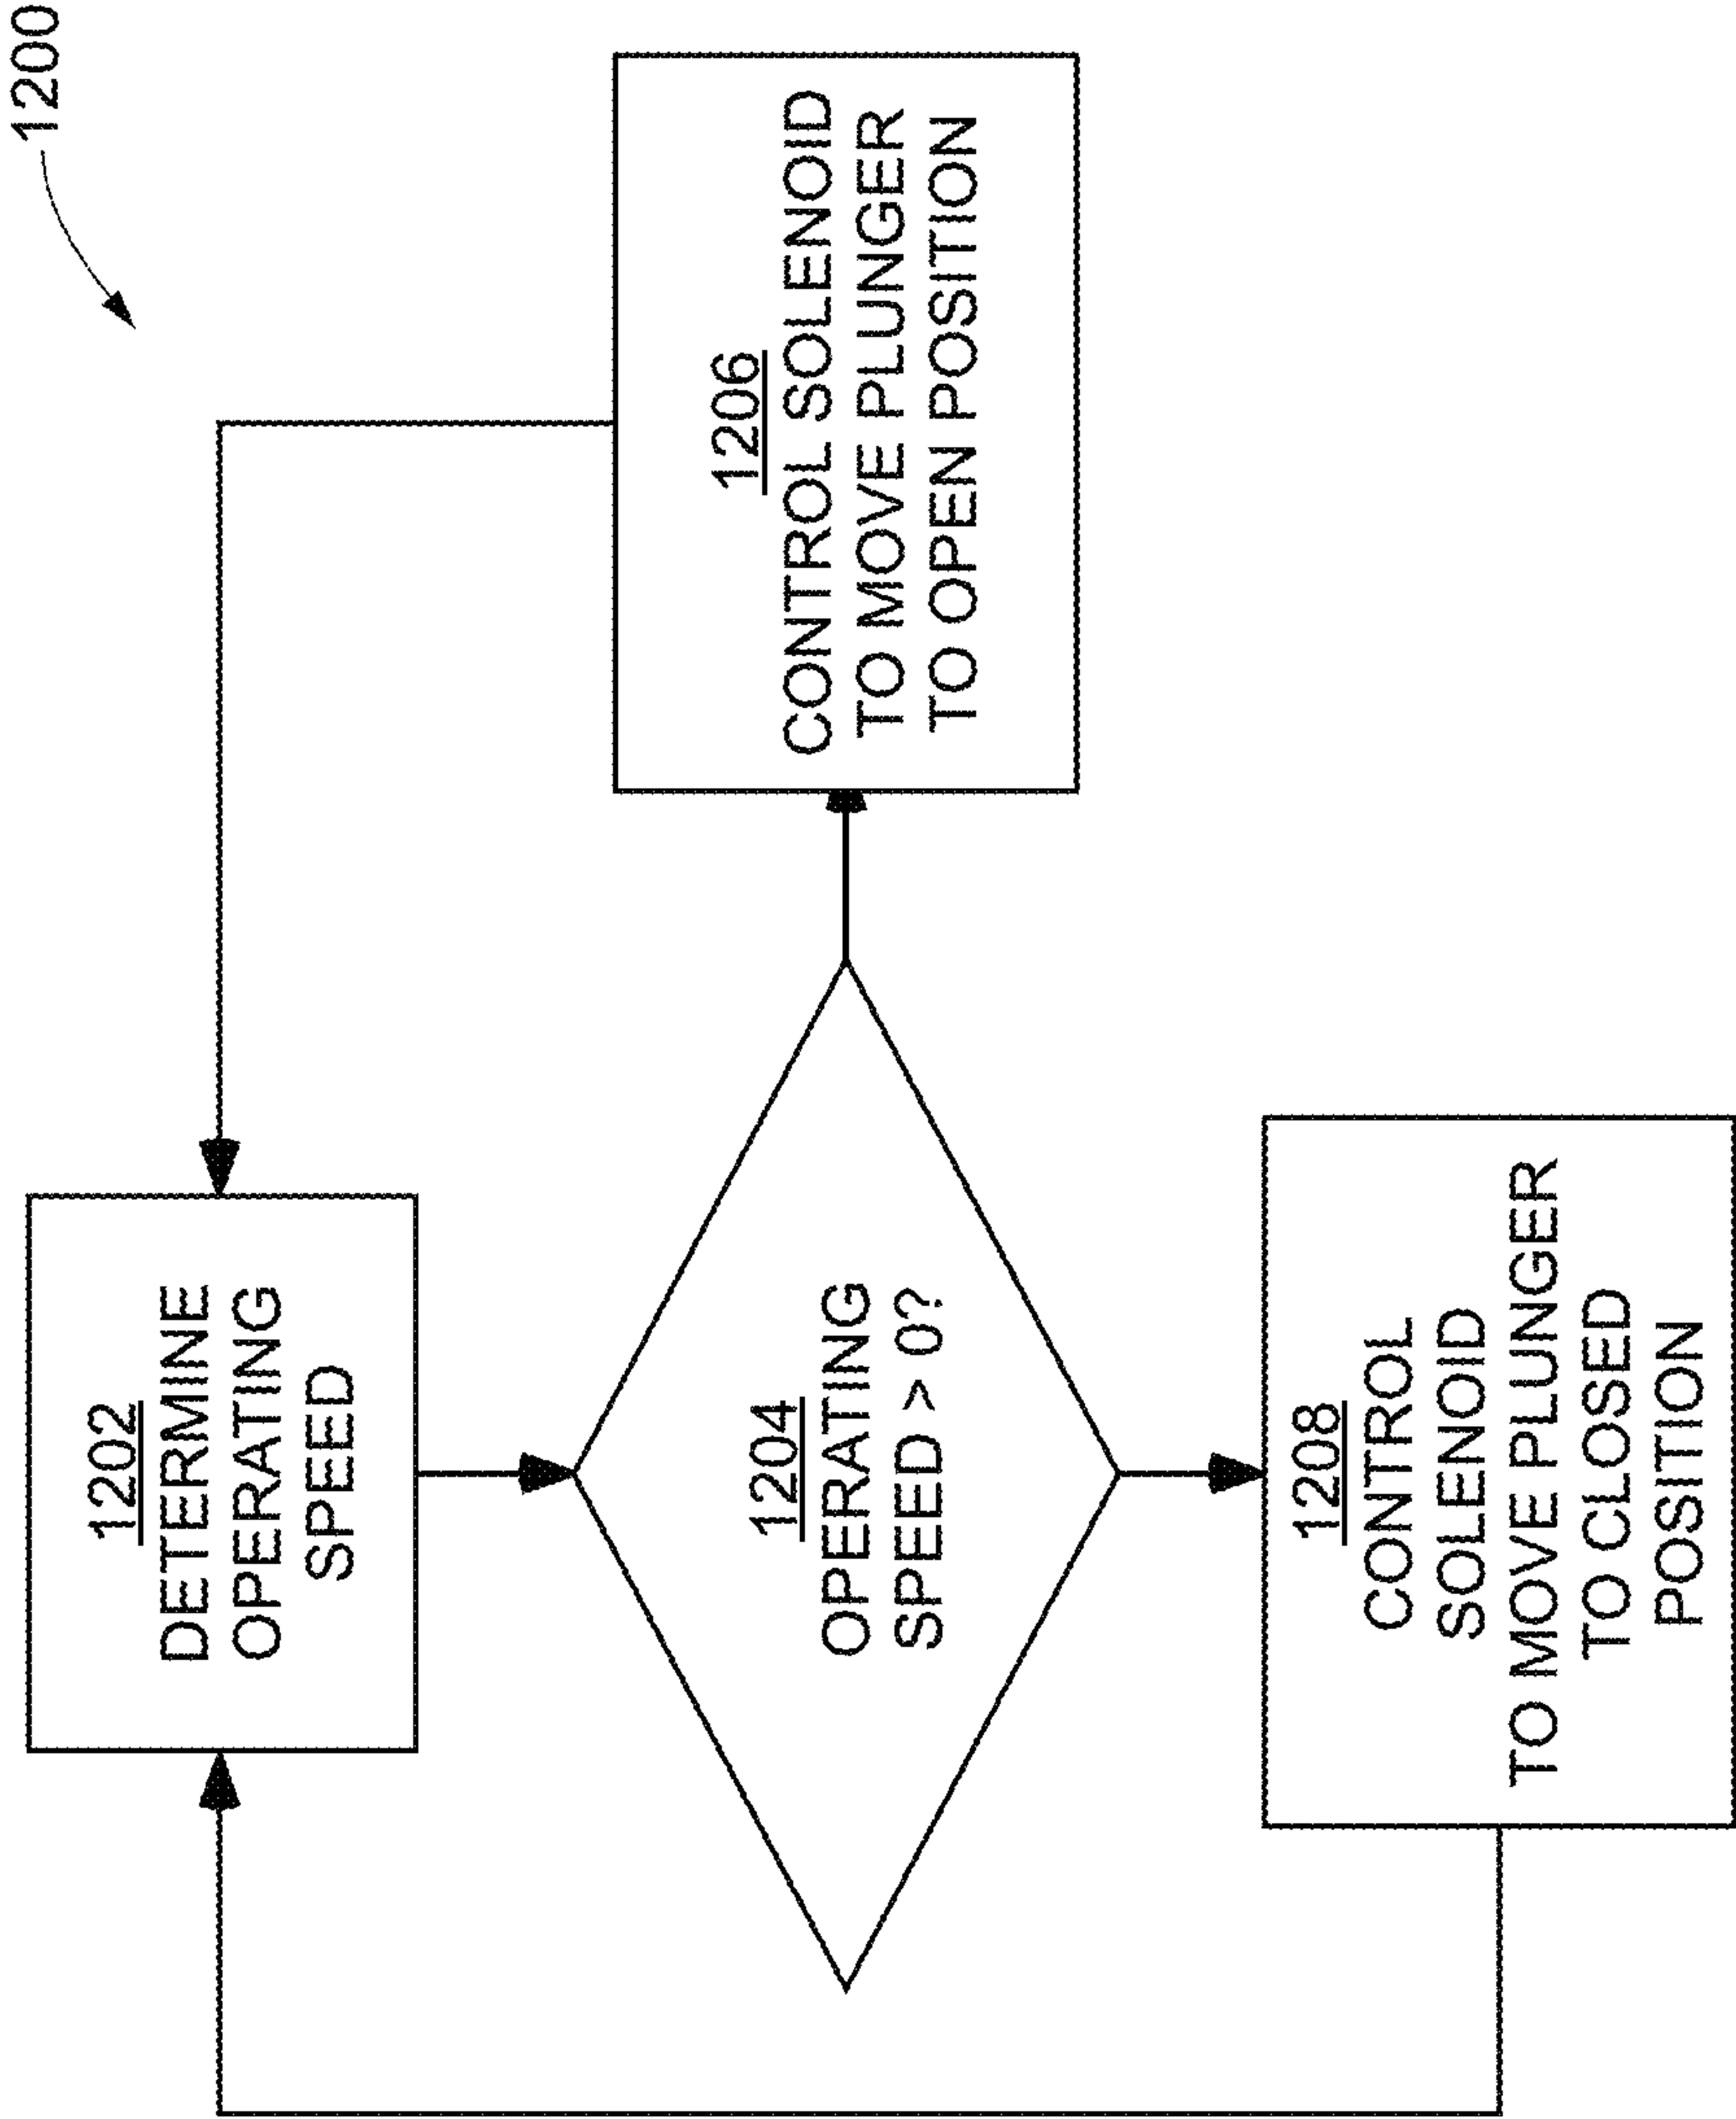 1200
1202
DETERMINE
OPERATING
SPEED
1204
OPERATING
SPEED > 0?
1206
CONTROL SOLENOID
TO MOVE PLUNGER
TO OPEN POSITION
1208
CONTROL
SOLENOID
TO MOVE PLUNGER
TO CLOSED
POSITION